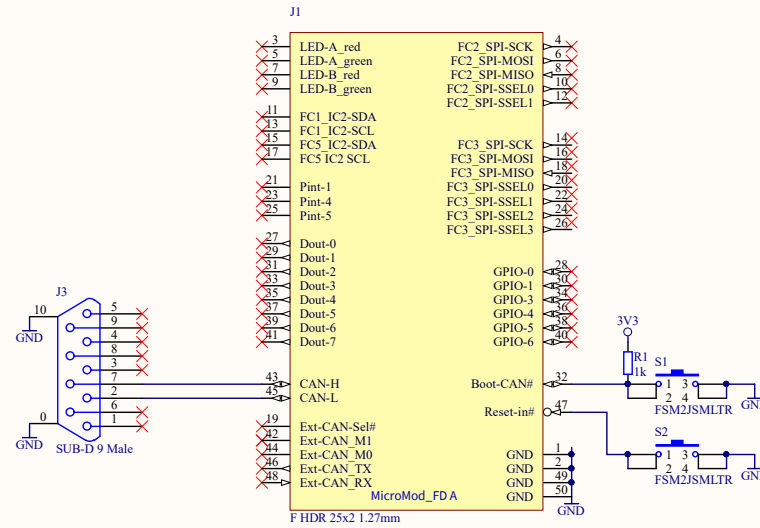 J1
3 LED-A_red FC2_SPI-SCK 4
5 LED-A_green FC2_SPI-MOSI 6
7 LED-B_red FC2_SPI-MISO 8
9 LED-B_green FC2_SPI-SSEL0 10
FC2_SPI-SSEL1 12
11 FC1_IC2-SDA
13 FC1_IC2-SCL
15 FC5_IC2-SDA FC3_SPI-SCK 14
17 FC5 IC2 SCL FC3_SPI-MOSI 16
FC3_SPI-MISO 18
21 Pint-1 FC3_SPI-SSEL0 20
23 Pint-4 FC3_SPI-SSEL1 22
25 Pint-5 FC3_SPI-SSEL2 24
FC3_SPI-SSEL3 26
27 Dout-0
29 Dout-1
31 Dout-2 GPIO-0 28
33 Dout-3 GPIO-1 30
35 Dout-4 GPIO-3 34
37 Dout-5 GPIO-4 36
39 Dout-6 GPIO-5 38
41 Dout-7 GPIO-6 40
J3
10 5
GND 9
4
8
3
7 43 CAN-H Boot-CAN# 32
2 45 CAN-L Reset-in# 47
6
0 1
GND
SUB-D 9 Male
3V3
R1
1k
S1
1 3
2 4
GND
FSM2JSMLTR
S2
1 3
2 4
GND
FSM2JSMLTR
19 Ext-CAN-Sel#
42 Ext-CAN_M1
44 Ext-CAN_M0 GND 1
46 Ext-CAN_TX GND 2
48 Ext-CAN_RX GND 49
GND 50
MicroMod_FD A
GND
F HDR 25x2 1.27mm